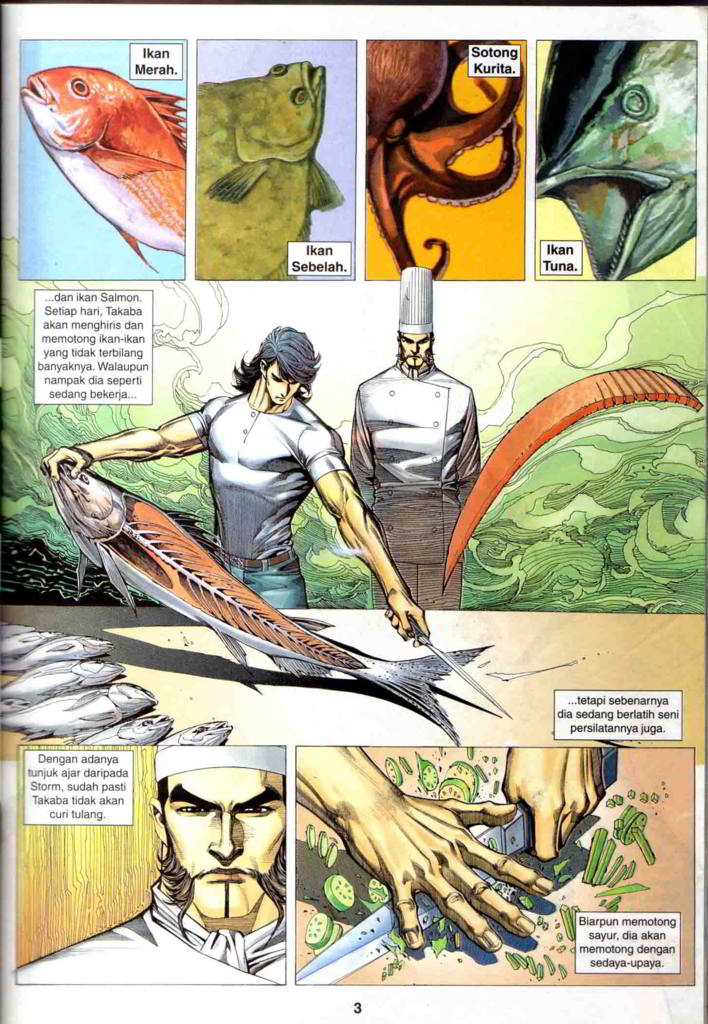 Ikan
Merah.
Ikan
Sebelah.
Sotong
Kurita.
Ikan
Tuna.
...dan ikan Salmon.
Setiap hari, Takaba
akan menghiris dan
memotong ikan-ikan
yang tidak terbilang
banyaknya. Walaupun
nampak dia seperti
sedang bekerja...
...tetapi sebenarnya
dia sedang berlatih seni
persilatannya juga.
Dengan adanya
tunjuk ajar daripada
Storm, sudah pasti
Takaba tidak akan
curi tulang.
Biarpun memotong
sayur, dia akan
memotong dengan
sedaya-upaya.
3